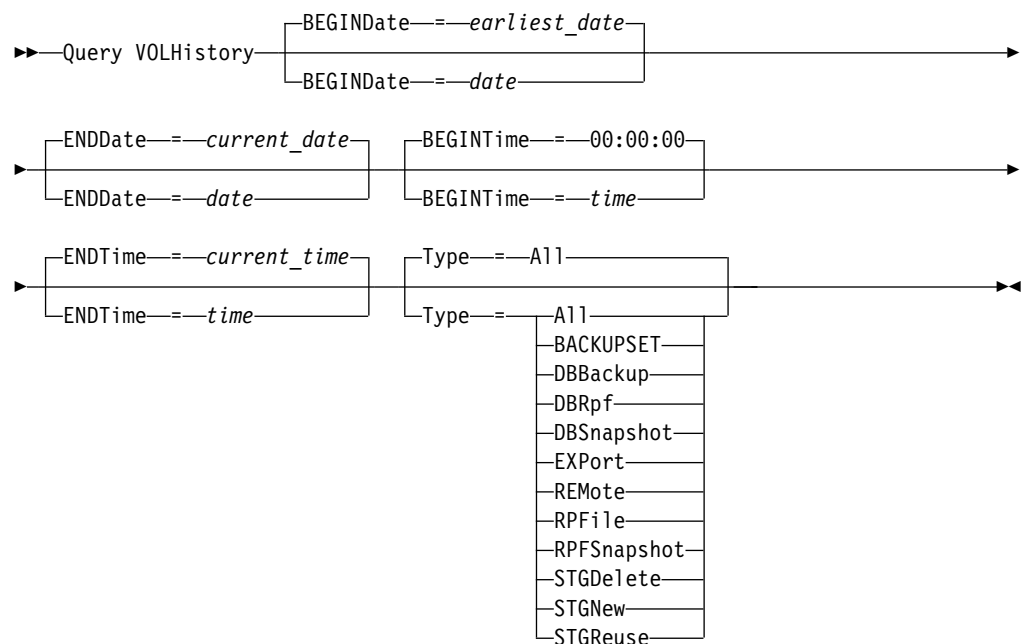 BEGINDate = earliest_date
Query VOLHistory
BEGINDate = date
ENDDate = current_date BEGINTime = 00:00:00
ENDDate = date BEGINTime = time
ENDTime = current_time Type = All
ENDTime = time Type = All
BACKUPSET
DBBackup
DBRpf
DBSnapshot
EXPort
REMote
RPFile
RPFSnapshot
STGDelete
STGNew
STGReuse